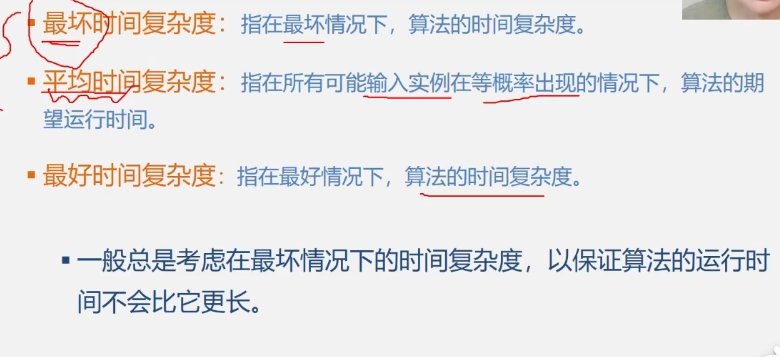 ▪ 最坏时间复杂度：指在最坏情况下，算法的时间复杂度。
▪ 平均时间复杂度：指在所有可能输入实例在等概率出现的情况下，算法的期
望运行时间。
▪ 最好时间复杂度：指在最好情况下，算法的时间复杂度。
▪ 一般总是考虑在最坏情况下的时间复杂度，以保证算法的运行时
间不会比它更长。